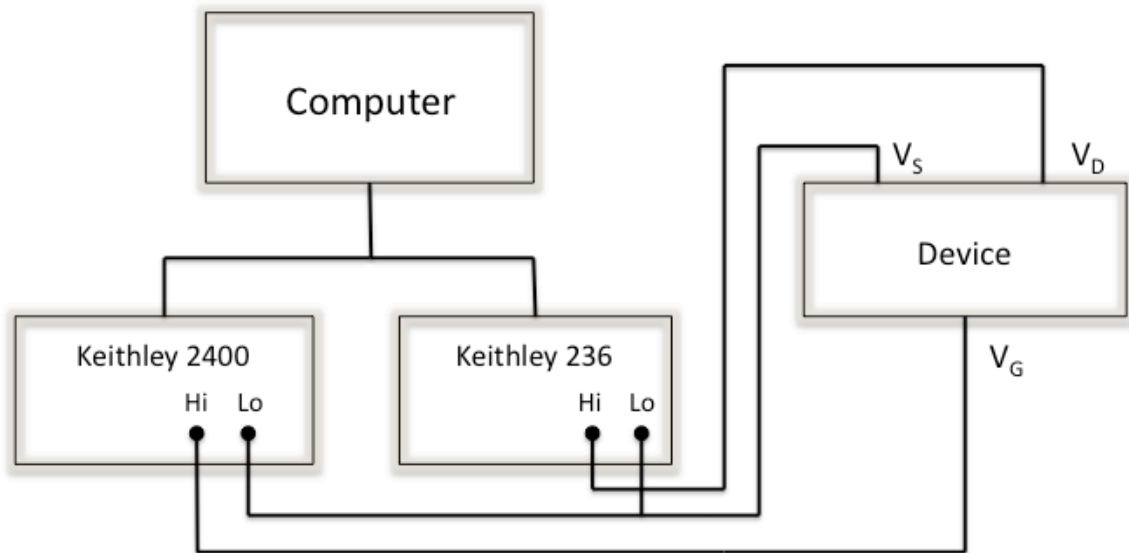 Computer
V_S
V_D
Device
Keithley 2400
Hi
Lo
Keithley 236
Hi
Lo
V_G